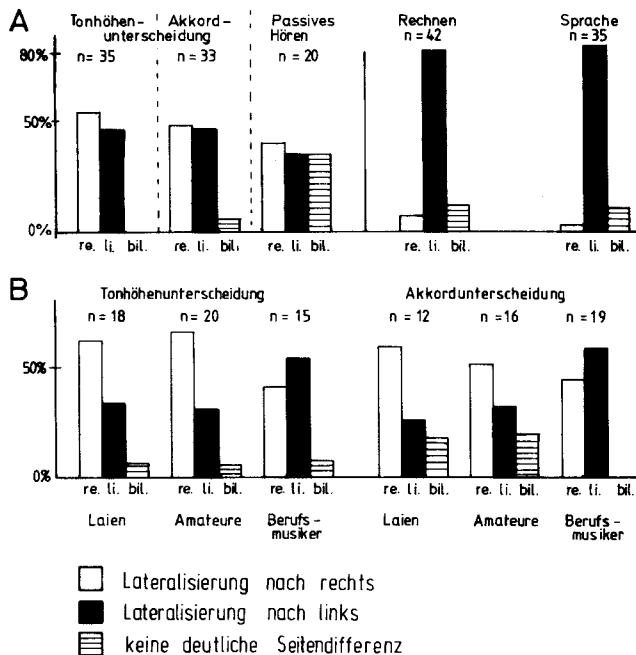 A
Tonhöhen- Akkord- Passives Rechnen Sprache
unterscheidung Hören n = 42 n = 35
n = 35 n = 33 n = 20
80%
50%
0%
re. li. bil. re. li. bil. re. li. bil. re. li. bil. re. li. bil.
B
Tonhöhenunterscheidung Akkordunterscheidung
n = 18 n = 20 n = 15 n = 12 n = 16 n = 19
50%
0%
re. li. bil. re. li. bil. re. li. bil. re. li. bil. re. li. bil. re. li. bil.
Laien Amateure Berufs- Laien Amateure Berufs-
musiker musiker
Lateralisierung nach rechts
Lateralisierung nach links
keine deutliche Seitendifferenz